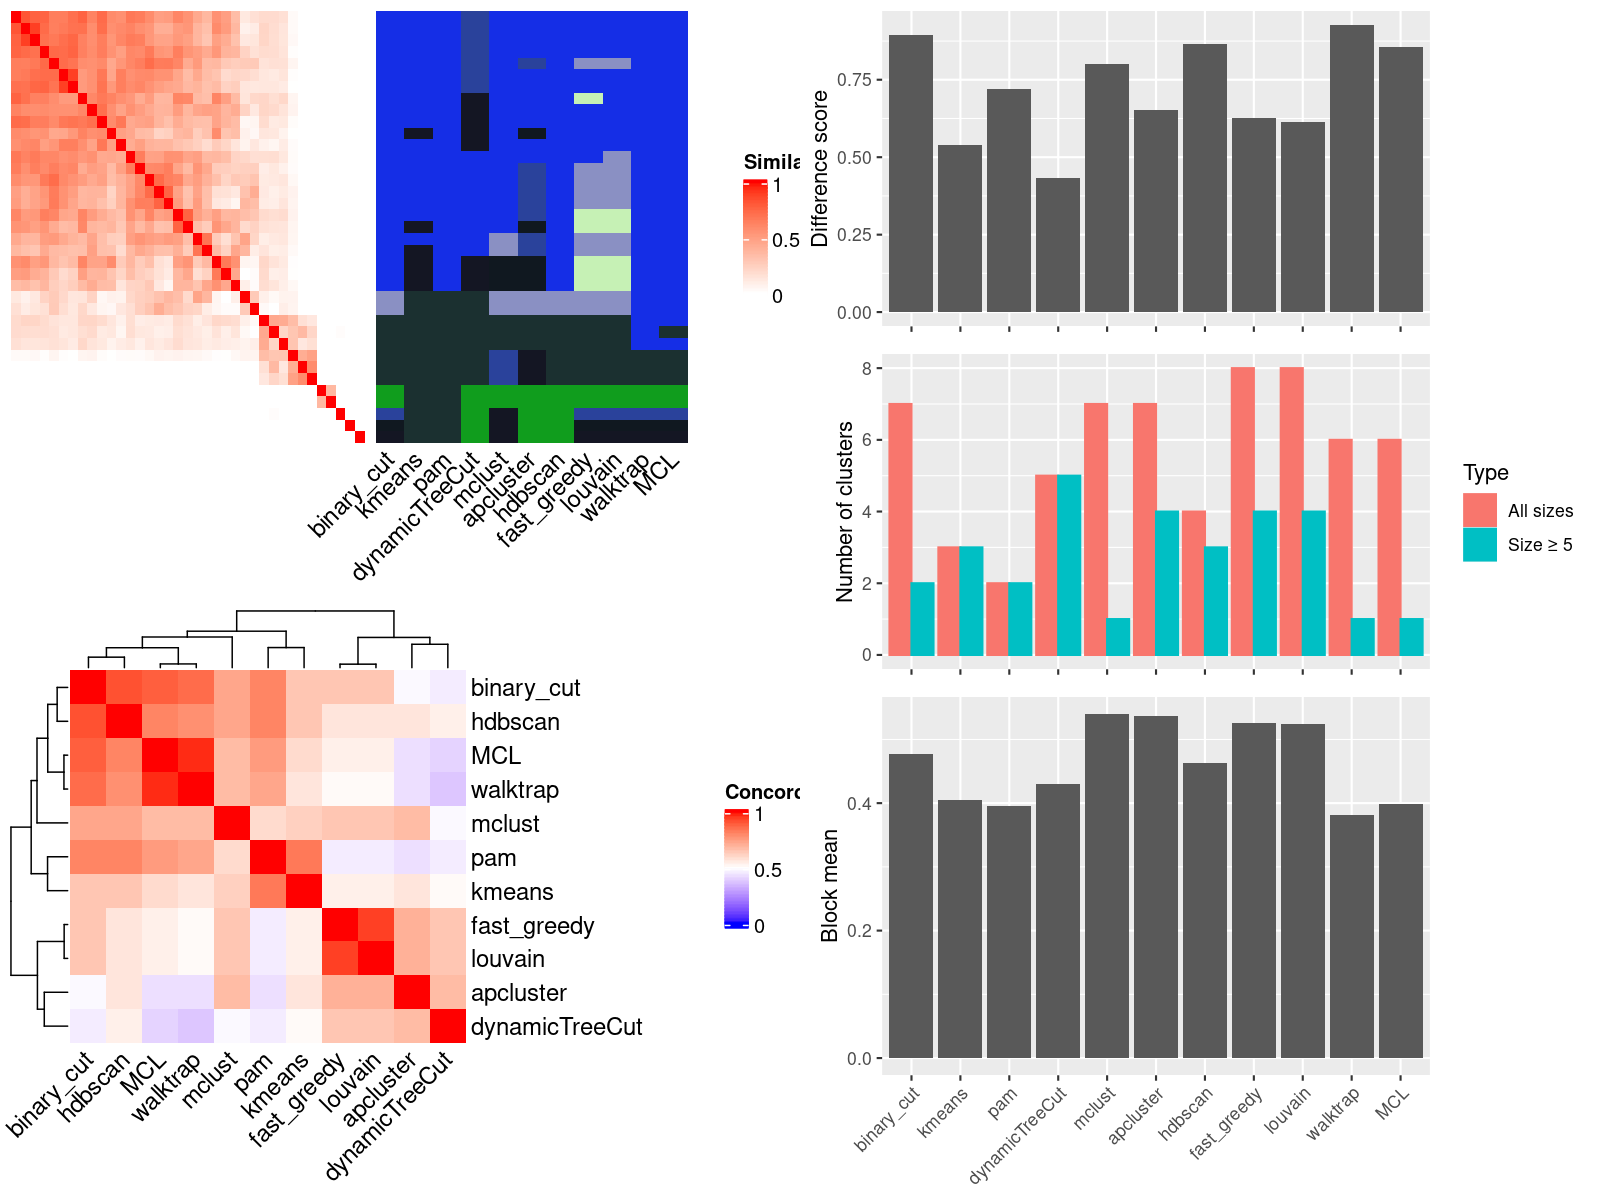 Simila
1
0.5
0
binary_cut
kmeans
pam
dynamicTreeCut
mclust
apcluster
hdbscan
fast_greedy
louvain
walktrap
MCL
binary_cut
hdbscan
MCL
walktrap
mclust
pam
kmeans
fast_greedy
louvain
apcluster
dynamicTreeCut
binary_cut
hdbscan
MCL
walktrap
mclust
pam
kmeans
fast_greedy
louvain
apcluster
dynamicTreeCut
Concord
1
0.5
0
Difference score
0.75
0.50
0.25
0.00
Number of clusters
8
6
4
2
0
Type
All sizes
Size ≥ 5
Block mean
0.4
0.2
0.0
binary_cut
kmeans
pam
dynamicTreeCut
mclust
apcluster
hdbscan
fast_greedy
louvain
walktrap
MCL